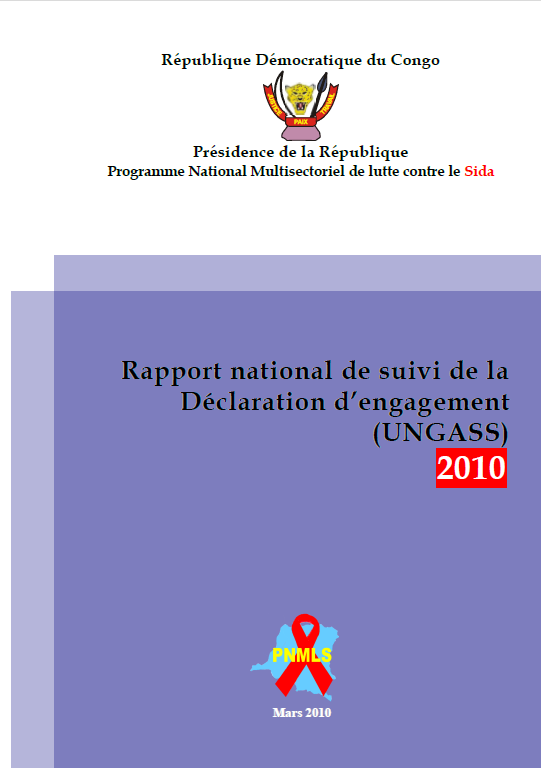 République Démocratique du Congo
JUSTICE PAIX TRAVAIL
Présidence de la République
Programme National Multisectoriel de lutte contre le Sida
Rapport national de suivi de la
Déclaration d’engagement
(UNGASS)
2010
PNMLS
Mars 2010